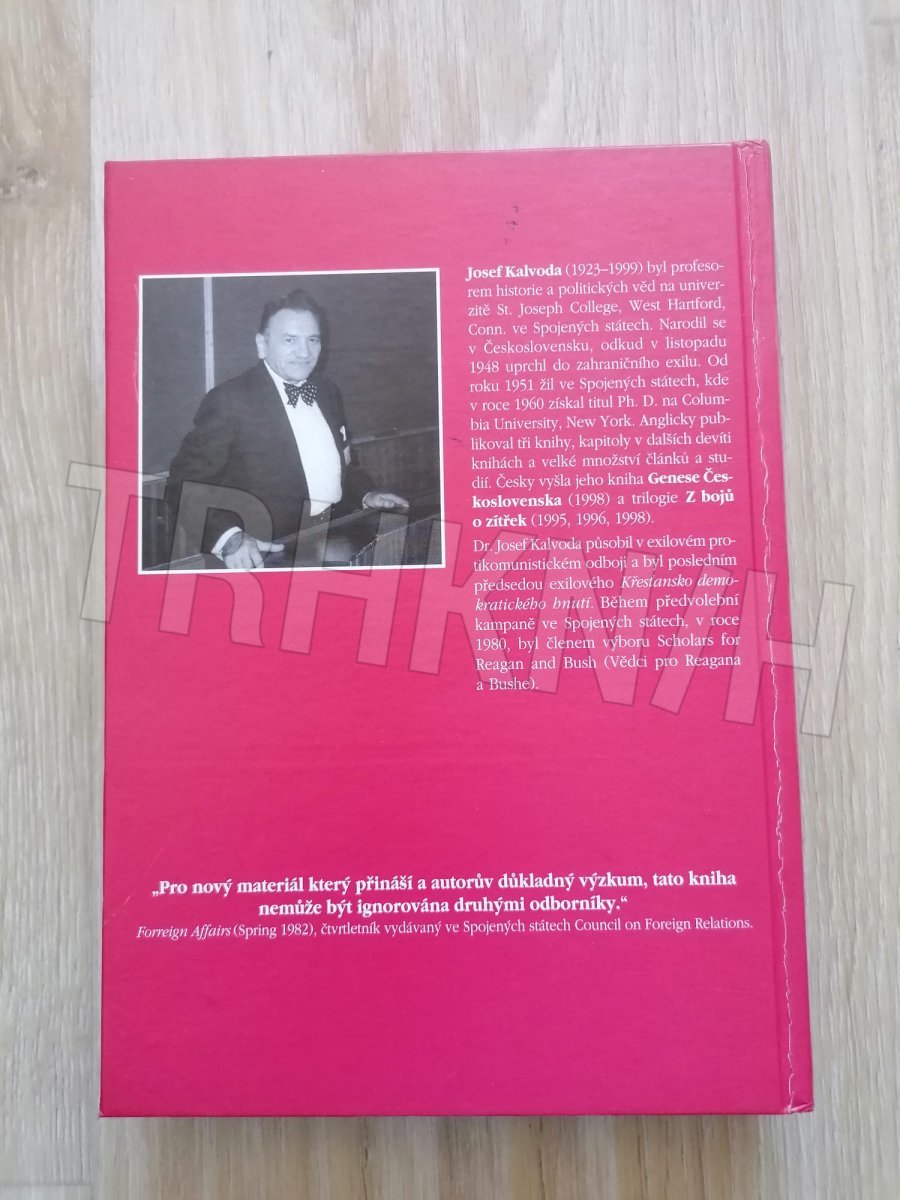 Josef Kalvoda (1923–1999) byl profeso-
rem historie a politických věd na univer-
zitě St. Joseph College, West Hartford,
Conn. ve Spojených státech. Narodil se
v Československu, odkud v listopadu
1948 uprchl do zahraničního exilu. Od
roku 1951 žil ve Spojených státech, kde
v roce 1960 získal titul Ph. D. na Colum-
bia University, New York. Anglicky pub-
likoval tři knihy, kapitoly v dalších devíti
knihách a velké množství článků a stu-
dií. Česky vyšla jeho kniha Genese Čes-
koslovenska (1998) a trilogie Z bojů
o zítřek (1995, 1996, 1998).
Dr. Josef Kalvoda působil v exilovém pro-
tikomunistickém odboji a byl posledním
předsedou exilového Křesťansko demo-
kratického hnutí. Během předvolební
kampaně ve Spojených státech, v roce
1980, byl členem výboru Scholars for
Reagan and Bush (Vědci pro Reagana
a Bushe).
„Pro nový materiál který přináší a autorův důkladný výzkum, tato kniha
nemůže být ignorována druhými odborníky.“
Forreign Affairs (Spring 1982), čtvrtletník vydávaný ve Spojených státech Council on Foreign Relations.
TRHKNIH